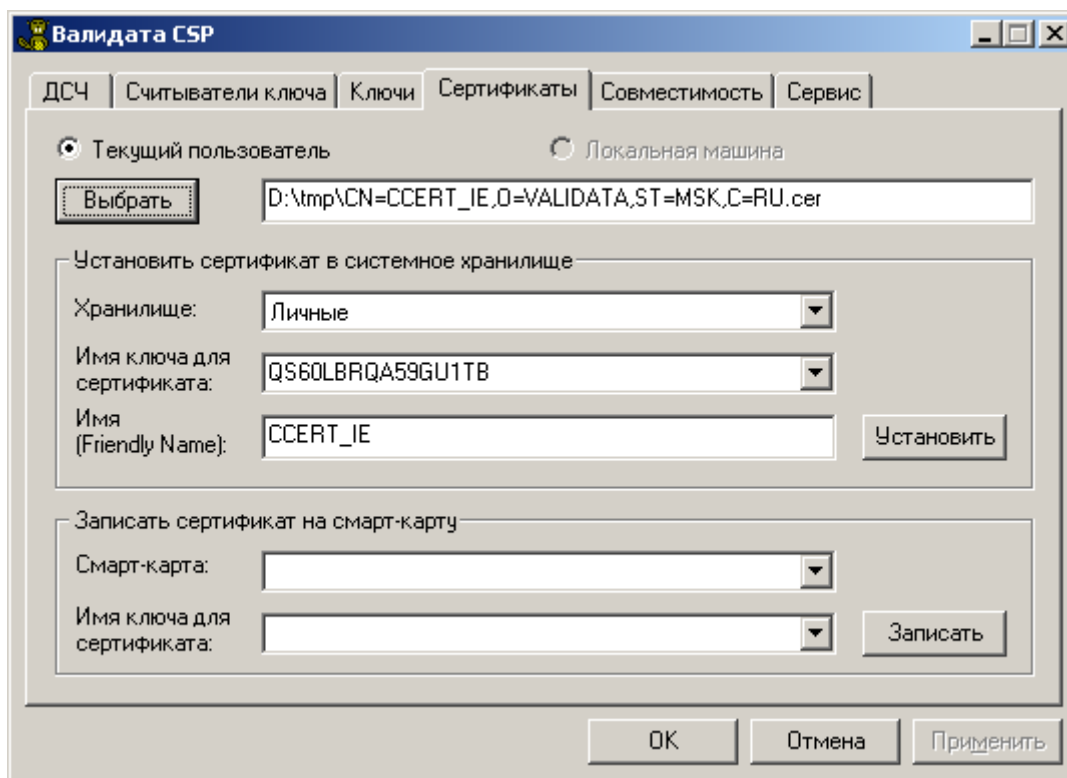 Валидата CSP
ДСЧ Считыватели ключа Ключи Сертификаты Совместимость Сервис
Текущий пользователь Локальная машина
Выбрать D:\tmp\CN=CCERT_IE,O=VALIDATA,ST=MSK,C=RU.cer
Установить сертификат в системное хранилище
Хранилище: Личные
Имя ключа для
сертификата: QS60LBRQA59GU1TB
Имя
(Friendly Name): CCERT_IE Установить
Записать сертификат на смарт-карту
Смарт-карта:
Имя ключа для
сертификата: Записать
OK Отмена Применить